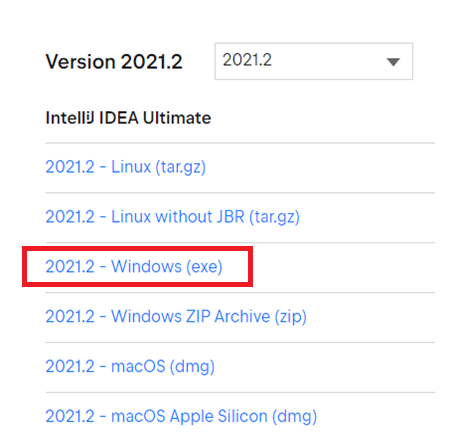 Version 2021.2 2021.2
IntelliJ IDEA Ultimate
2021.2 - Linux (tar.gz)
2021.2 - Linux without JBR (tar.gz)
2021.2 - Windows (exe)
2021.2 - Windows ZIP Archive (zip)
2021.2 - macOS (dmg)
2021.2 - macOS Apple Silicon (dmg)